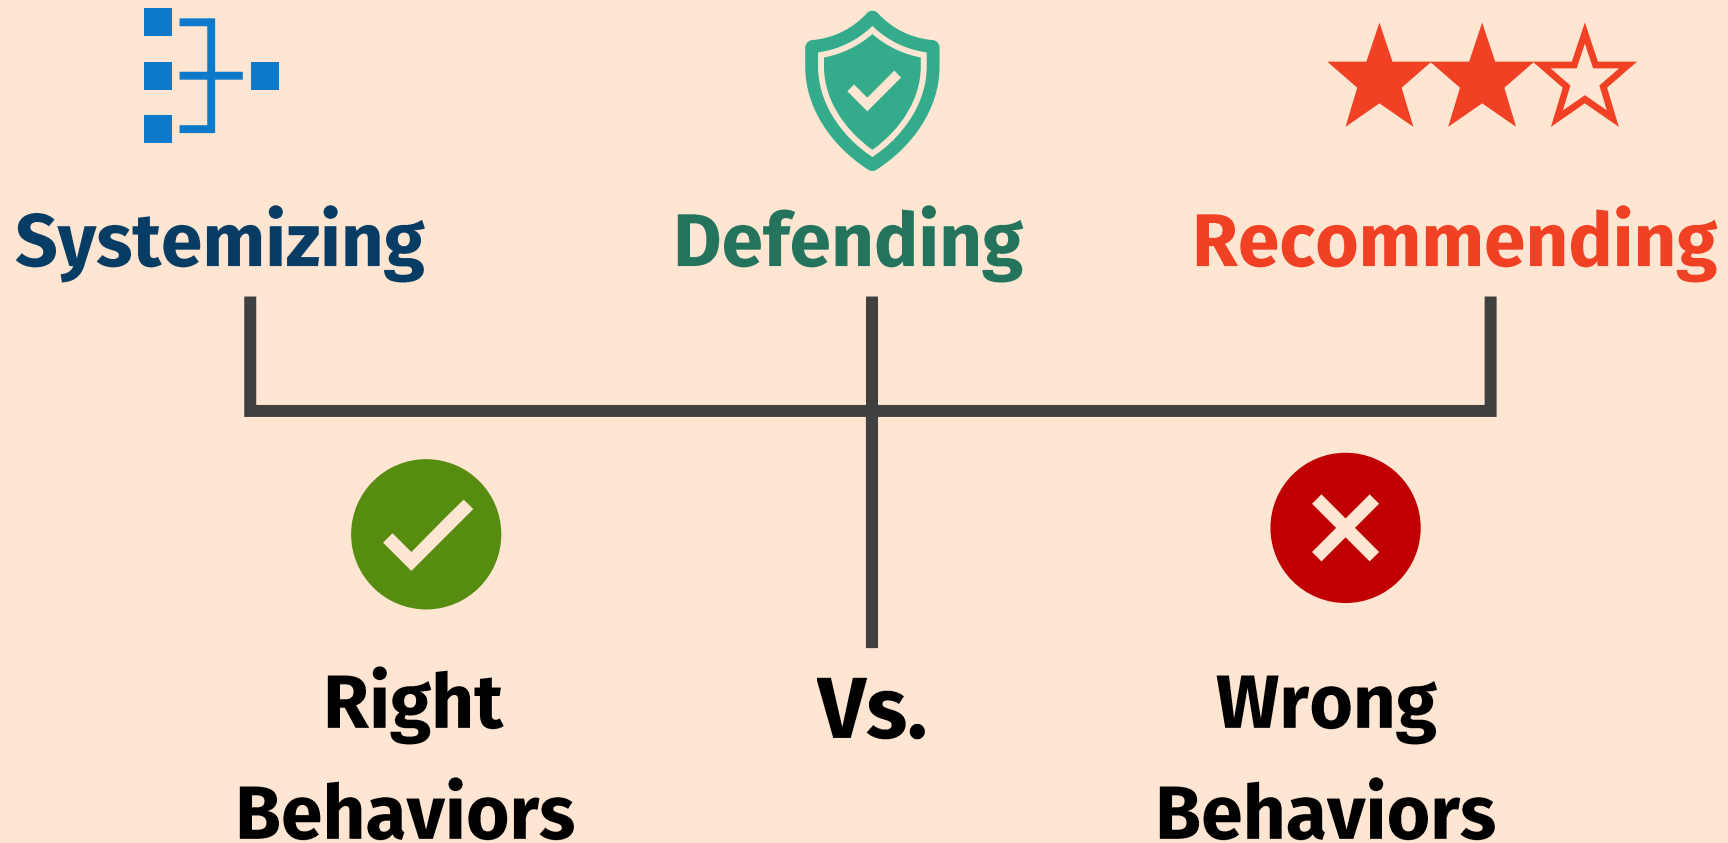 Systemizing
Defending
Recommending
Right
Behaviors
Vs.
Wrong
Behaviors